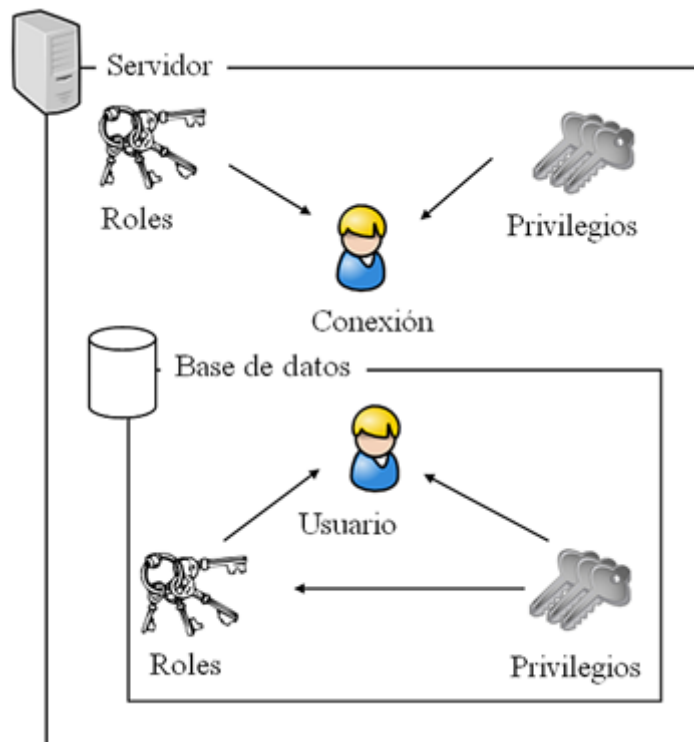 Servidor
Roles
Privilegios
Conexión
Base de datos
Usuario
Roles
Privilegios